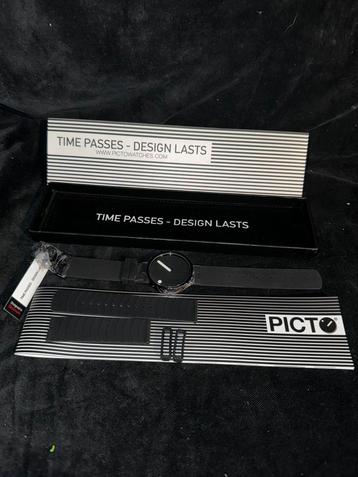 TIME PASSES - DESIGN LASTS
WWW.PICTOWATCHES.COM
TIME PASSES - DESIGN LASTS
PICTO